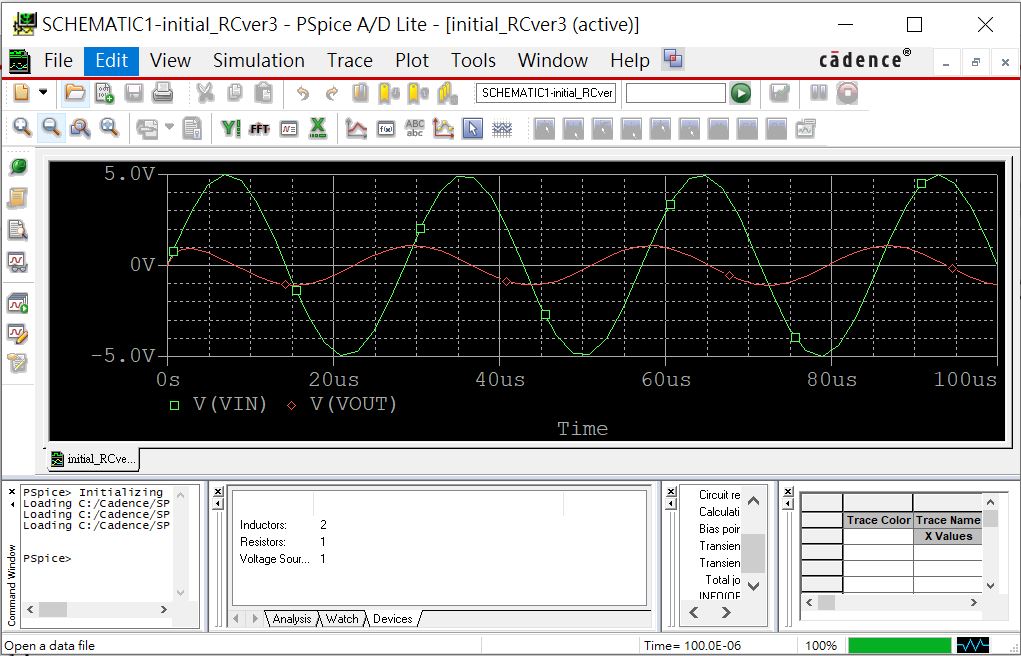 SCHEMATIC1-initial_RCver3 - PSpice A/D Lite - [initial_RCver3 (active)]
File Edit View Simulation Trace Plot Tools Window Help cādence®
SCHEMATIC1-initial_RCver
Y! FFT ABC abc
5.0V
0V
-5.0V
0s 20us 40us 60us 80us 100us
V(VIN) V(VOUT)
Time
initial_RCve...
PSpice> Initializing
Loading C:/Cadence/SP
Loading C:/Cadence/SP
Loading C:/Cadence/SP
PSpice>
Command Window
Inductors: 2
Resistors: 1
Voltage Sour... 1
Analysis Watch Devices
Circuit re
Calculati
Bias poin
Transien
Transien
Total jo
Trace Color Trace Name
X Values
Open a data file Time= 100.0E-06 100%